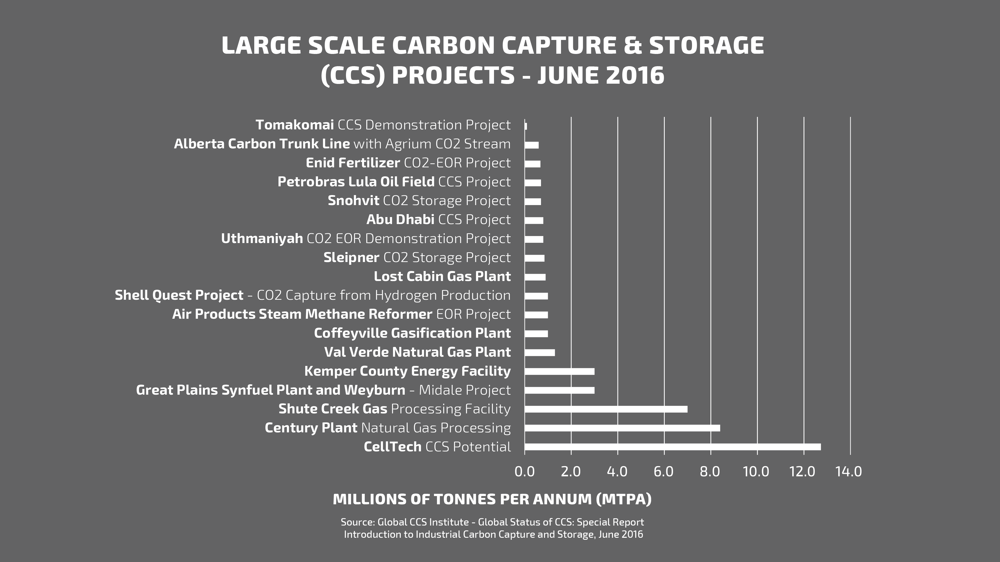 LARGE SCALE CARBON CAPTURE & STORAGE
(CCS) PROJECTS - JUNE 2016
Tomakomai CCS Demonstration Project
Alberta Carbon Trunk Line with Agrium CO2 Stream
Enid Fertilizer CO2-EOR Project
Petrobras Lula Oil Field CCS Project
Snohvit CO2 Storage Project
Abu Dhabi CCS Project
Uthmaniyah CO2 EOR Demonstration Project
Sleipner CO2 Storage Project
Lost Cabin Gas Plant
Shell Quest Project - CO2 Capture from Hydrogen Production
Air Products Steam Methane Reformer EOR Project
Coffeyville Gasification Plant
Val Verde Natural Gas Plant
Kemper County Energy Facility
Great Plains Synfuel Plant and Weyburn - Midale Project
Shute Creek Gas Processing Facility
Century Plant Natural Gas Processing
CellTech CCS Potential
0.0 2.0 4.0 6.0 8.0 10.0 12.0 14.0
MILLIONS OF TONNES PER ANNUM (MTPA)
Source: Global CCS Institute - Global Status of CCS: Special Report
Introduction to Industrial Carbon Capture and Storage, June 2016